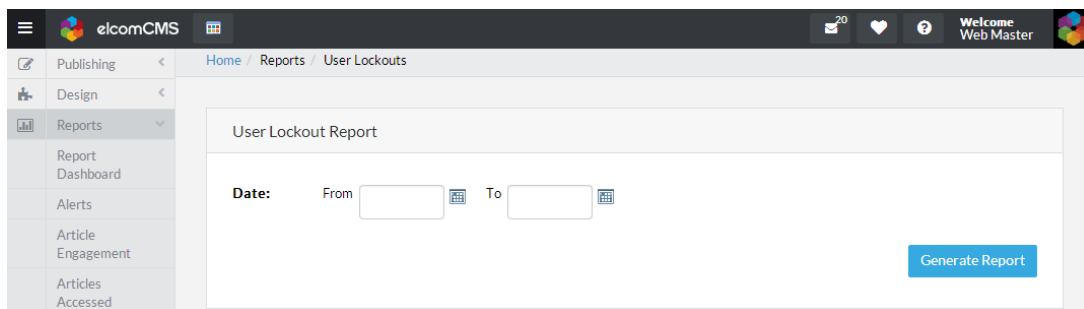 elcomCMS
20
Welcome
Web Master
Publishing
Home / Reports / User Lockouts
Design
Reports
User Lockout Report
Report
Dashboard
Date: From To
Alerts
Article
Engagement
Generate Report
Articles
Accessed